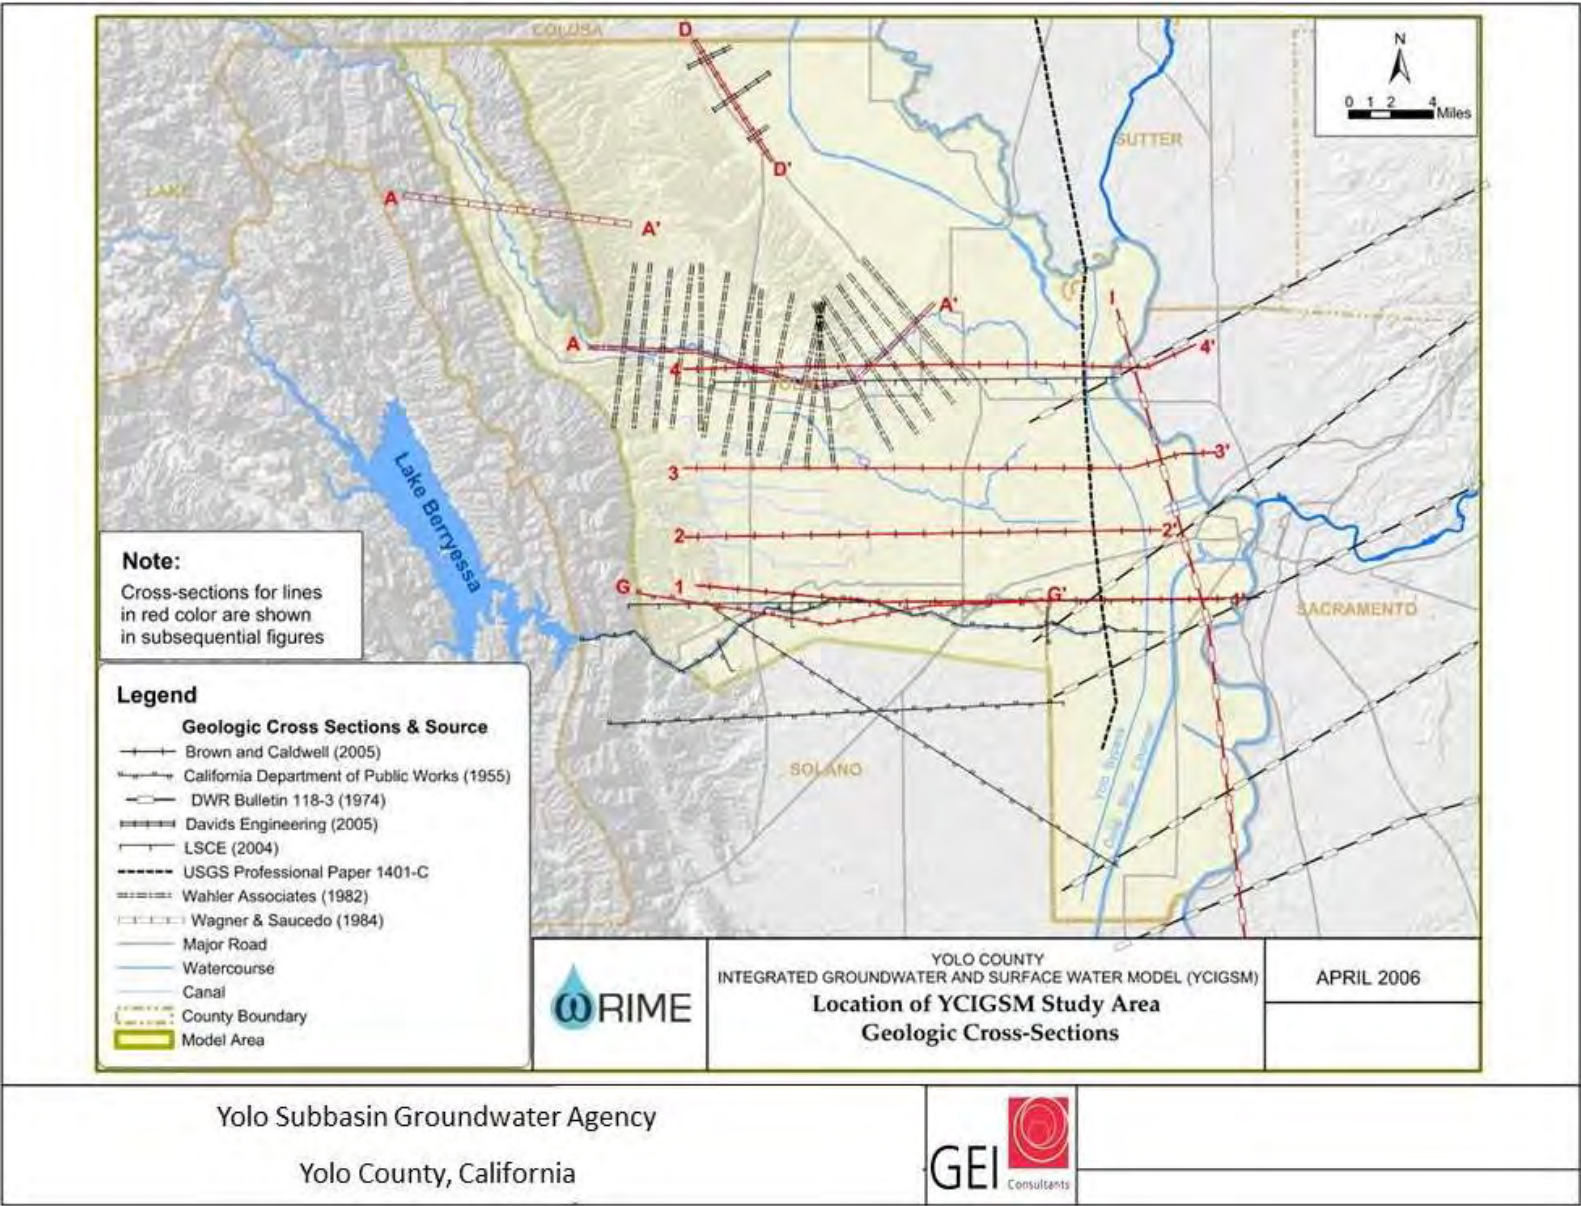 COLUSA
D
N
0 1 2 4
Miles
SUTTER
D'
LAKE
A
A'
I
A'
A
4'
4
3'
3
Lake Berryessa
2
2'
G
1
G'
SACRAMENTO
Note:
Cross-sections for lines
in red color are shown
in subsequential figures
SOLANO
Yolo Bypass
Legend
Geologic Cross Sections & Source
Brown and Caldwell (2005)
California Department of Public Works (1955)
DWR Bulletin 118-3 (1974)
Davids Engineering (2005)
LSCE (2004)
USGS Professional Paper 1401-C
Wahler Associates (1982)
Wagner & Saucedo (1984)
Major Road
Watercourse
Canal
County Boundary
Model Area
WRIME
YOLO COUNTY
INTEGRATED GROUNDWATER AND SURFACE WATER MODEL (YCIGSM)
Location of YCIGSM Study Area
Geologic Cross-Sections
APRIL 2006
Yolo Subbasin Groundwater Agency
Yolo County, California
GEI
Consultants